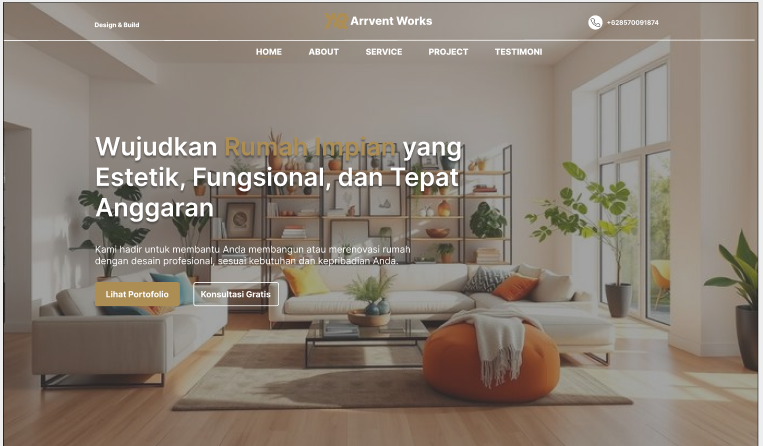 Design & Build
Arrvent Works
+628570091874
HOME ABOUT SERVICE PROJECT TESTIMONI
Wujudkan Rumah Impian yang
Estetik, Fungsional, dan Tepat
Anggaran
Kami hadir untuk membantu Anda membangun atau merenovasi rumah
dengan desain profesional, sesuai kebutuhan dan kepribadian Anda.
Lihat Portofolio
Konsultasi Gratis